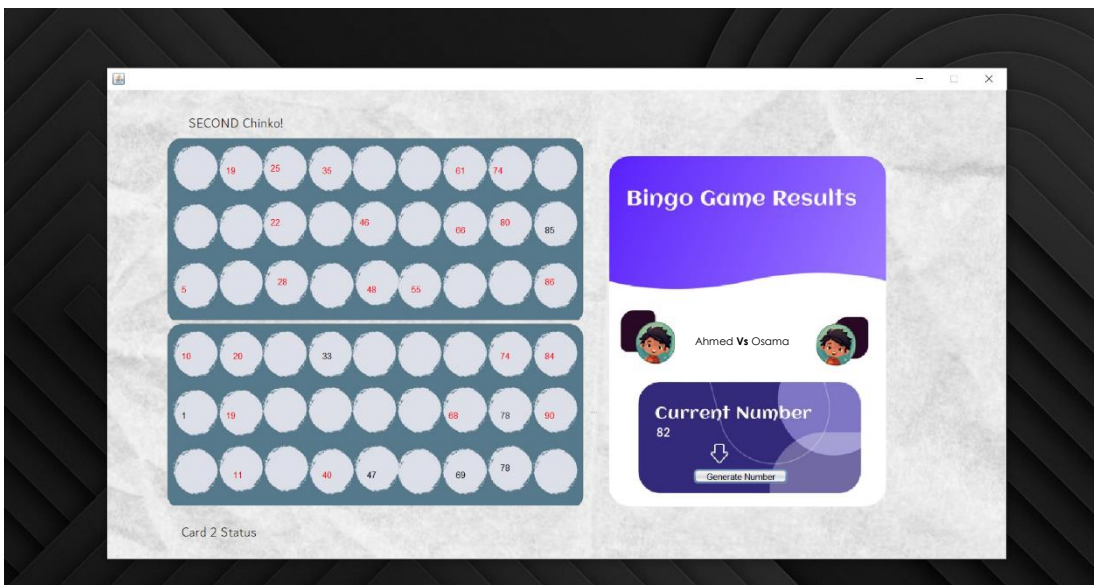 SECOND Chinko!
19 25 35 61 74
22 46 66 80 85
5 28 48 55 86
10 20 33 74 84
1 19 68 78 90
11 40 47 69 78
Card 2 Status
Bingo Game Results
Ahmed Vs Osama
Current Number
82
Generate Number